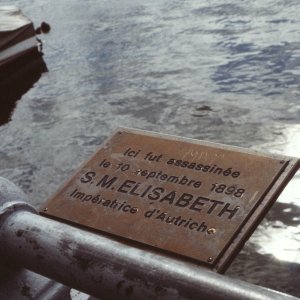 Ici fut assassinée
le 10 septembre 1898
S.M. ELISABETH
Impératrice d'Autriche